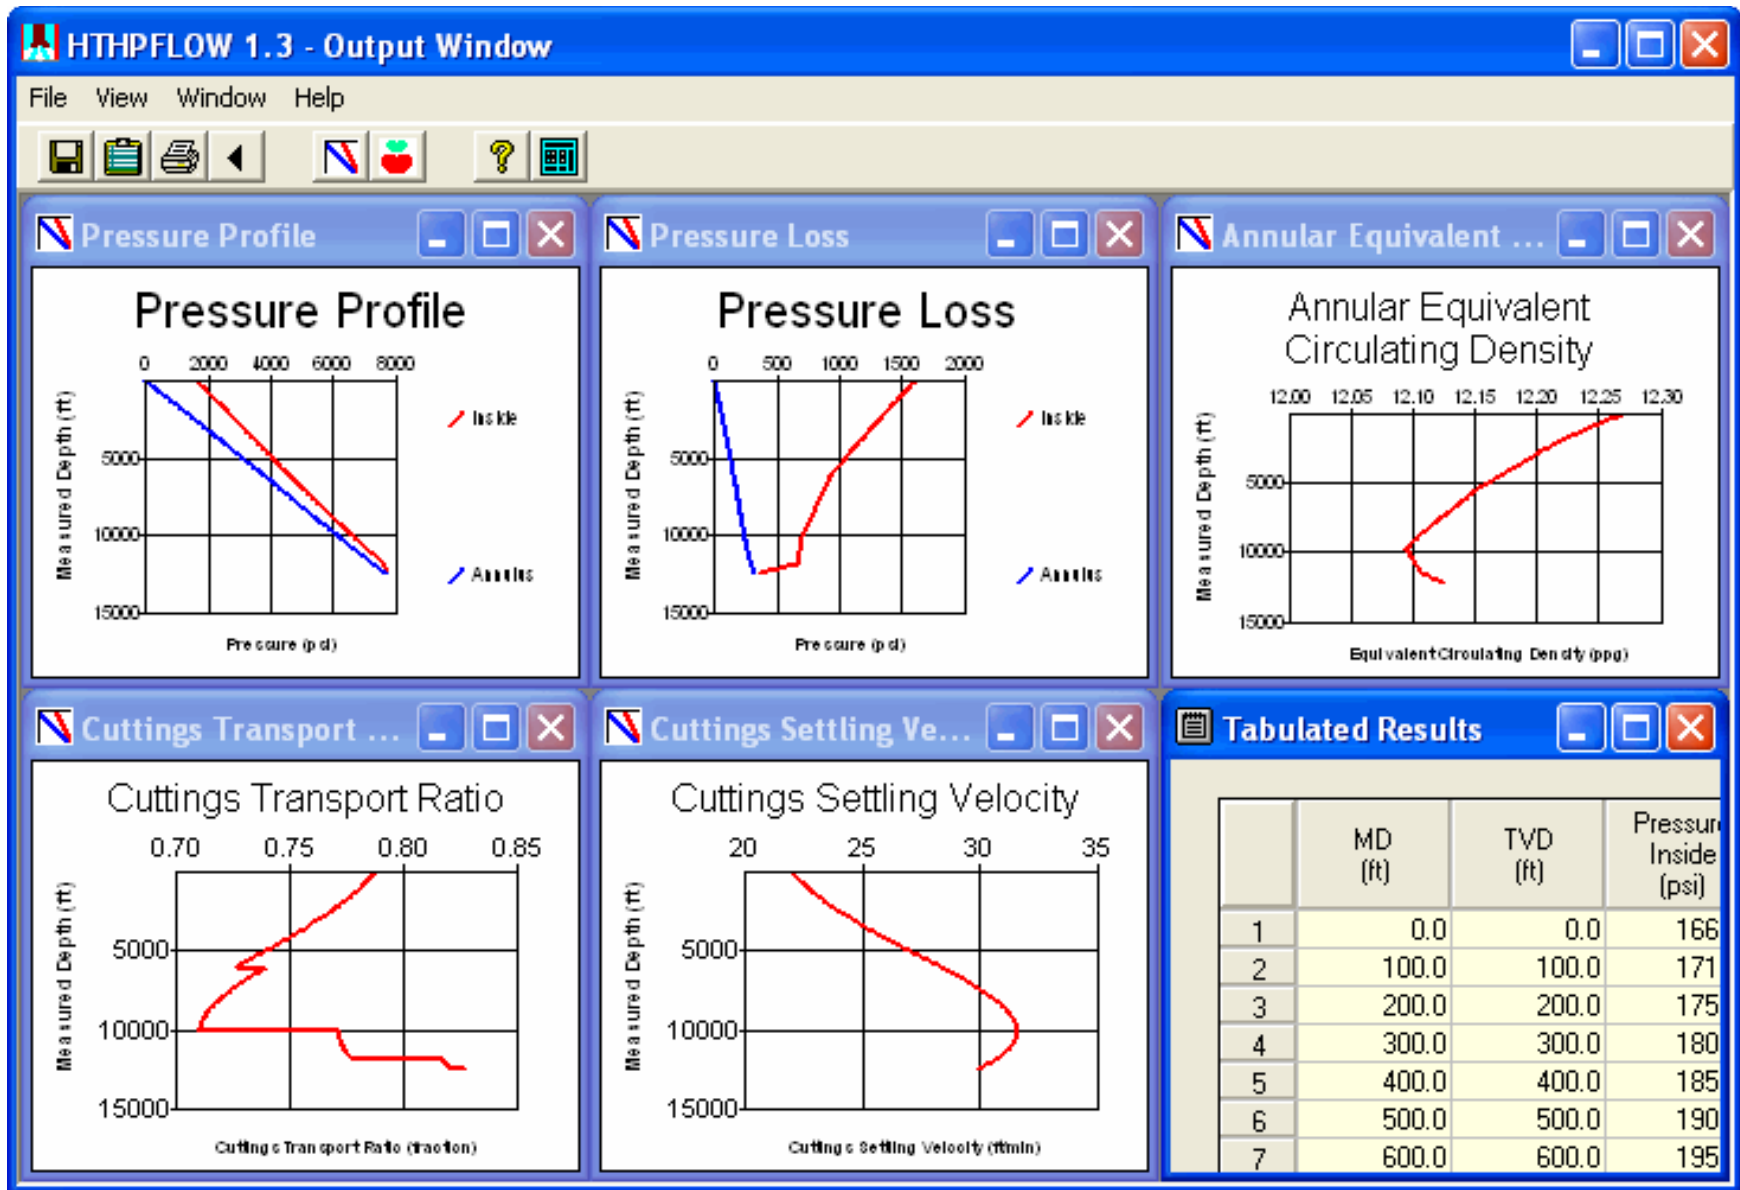 HTHPFLOW 1.3 - Output Window
File View Window Help
Pressure Profile
Pressure Profile
0 2000 4000 6000 8000
Measured Depth (ft)
5000
10000
15000
Inside
Annulus
Pressure (psi)
Pressure Loss
Pressure Loss
0 500 1000 1500 2000
Measured Depth (ft)
5000
10000
15000
Inside
Annulus
Pressure (psi)
Annular Equivalent ...
Annular Equivalent
Circulating Density
12.00 12.05 12.10 12.15 12.20 12.25 12.30
Measured Depth (ft)
5000
10000
15000
Equivalent Circulating Density (ppg)
Cuttings Transport ...
Cuttings Transport Ratio
0.70 0.75 0.80 0.85
Measured Depth (ft)
5000
10000
15000
Cuttings Transport Ratio (fraction)
Cuttings Settling Ve...
Cuttings Settling Velocity
20 25 30 35
Measured Depth (ft)
5000
10000
15000
Cuttings Settling Velocity (ft/min)
Tabulated Results
MD (ft) TVD (ft) Pressure Inside (psi)
1 0.0 0.0 166
2 100.0 100.0 171
3 200.0 200.0 175
4 300.0 300.0 180
5 400.0 400.0 185
6 500.0 500.0 190
7 600.0 600.0 195